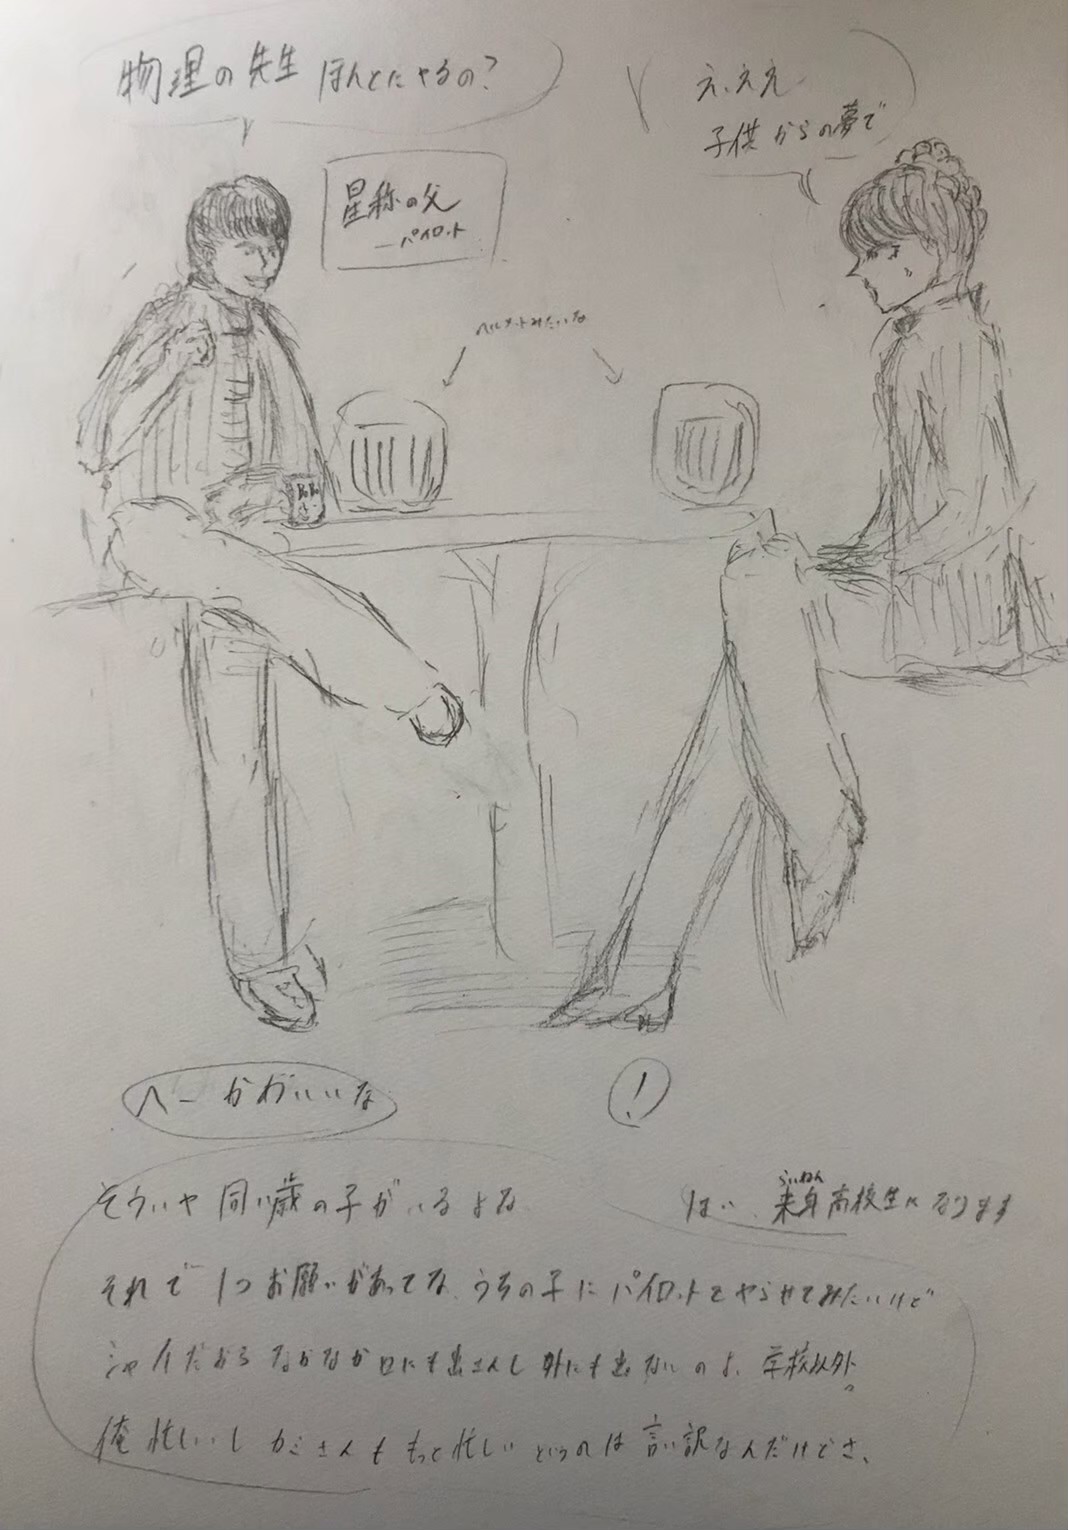 物理の先生 ほんとにやるの?
え、ええ
子供からの夢で
星称の父
―パイロット
ヘルメットみたいな
へー かわいいな
!
そういや 同い歳の子がいるよな
らいねん
はい、来身高校生になります
それで1つお願いがあってな、うちの子にパイロットをやらせてみたいけど
シャイだからなかなか口にも出さんし外にも出ないのよ、学校以外。
俺忙しいしカミさんももっと忙しいというのは言い訳なんだけどさ、